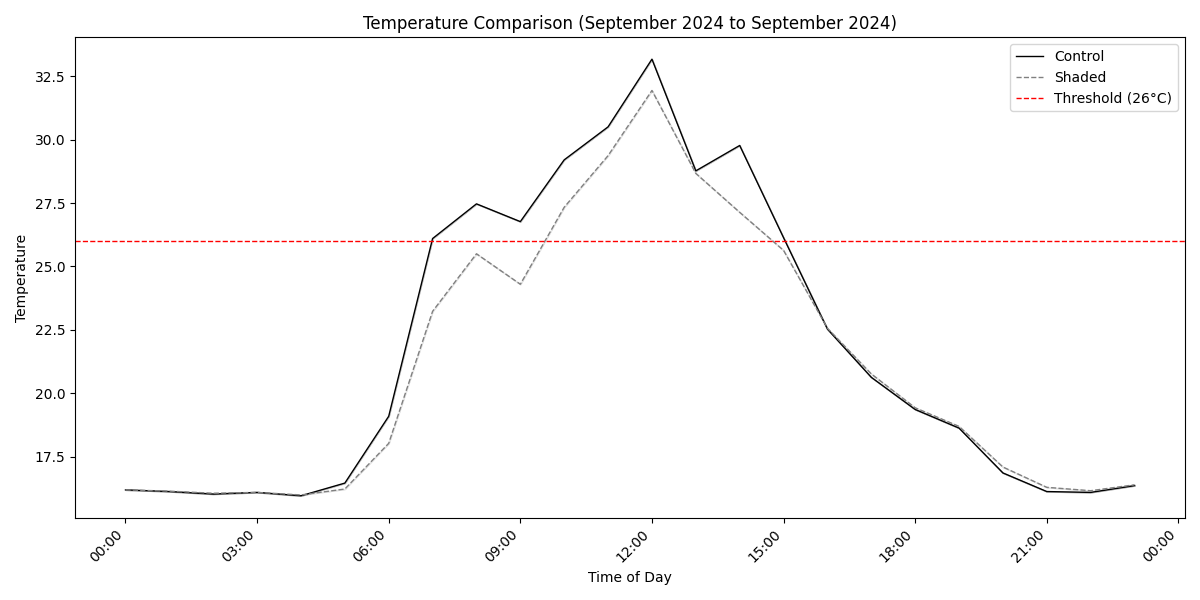 Temperature Comparison (September 2024 to September 2024)
Control
Shaded
Threshold (26°C)
Temperature
32.5
30.0
27.5
25.0
22.5
20.0
17.5
00:00
03:00
06:00
09:00
12:00
15:00
18:00
21:00
00:00
Time of Day